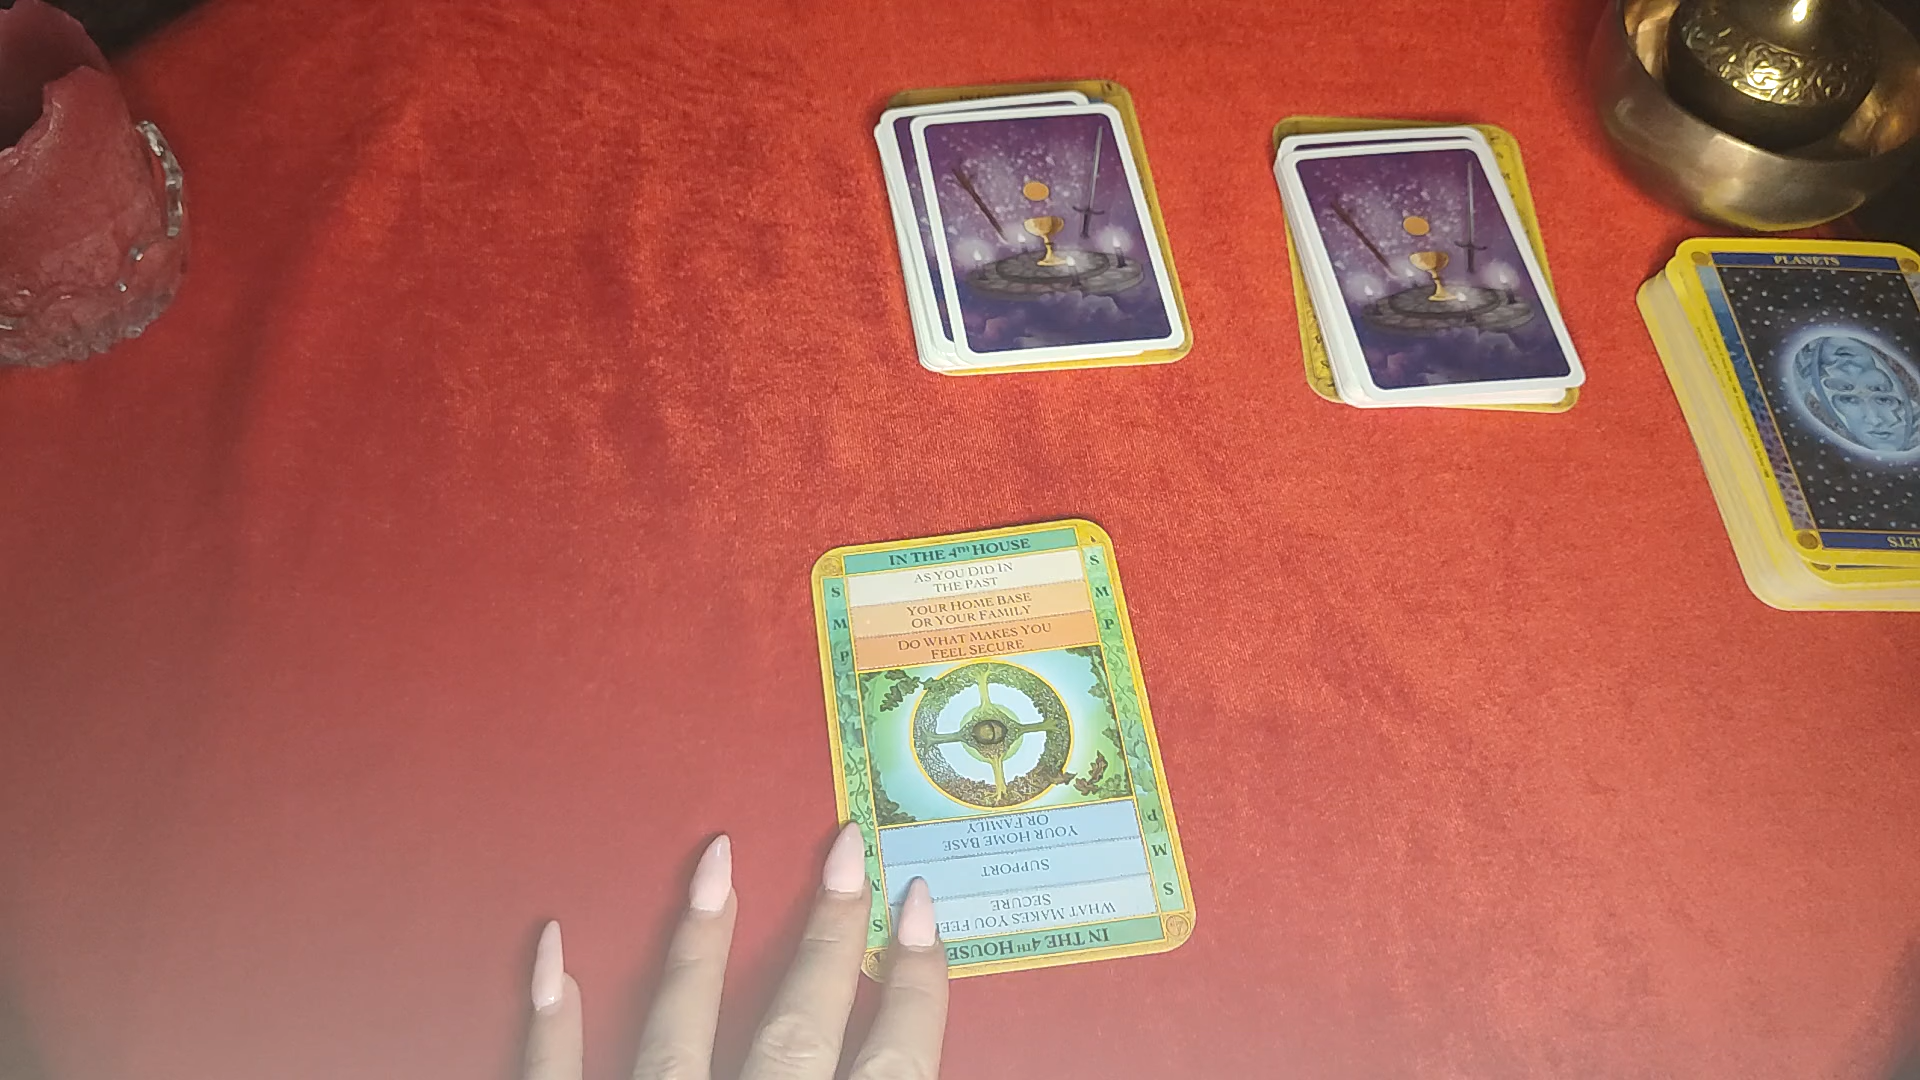 PLANETS
IN THE 4TH HOUSE
AS YOU DID IN
THE PAST
YOUR HOME BASE
OR YOUR FAMILY
DO WHAT MAKES YOU
FEEL SECURE
S
M
P
S
M
P
YOUR HOME BASE
OR FAMILY
SUPPORT
WHAT MAKES YOU FEEL
SECURE
IN THE 4TH HOUSE
P
M
S
P
M
S